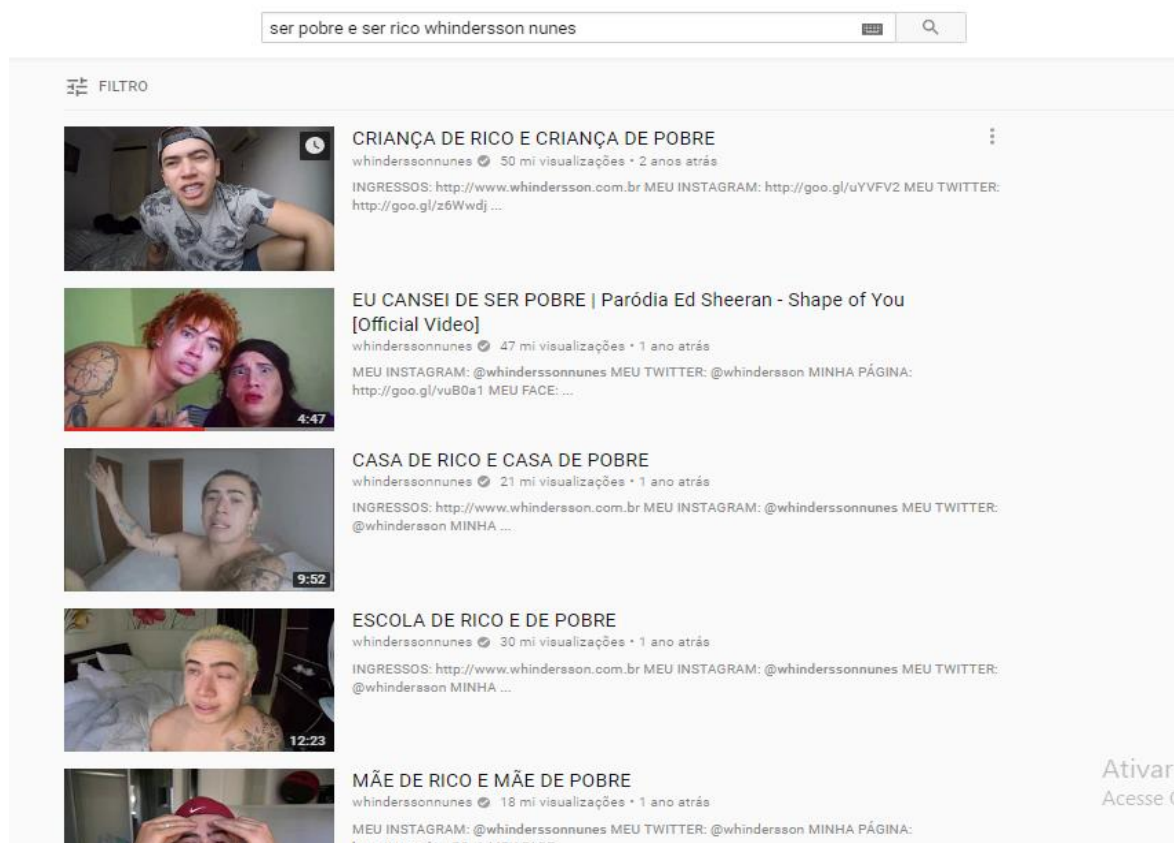 ser pobre e ser rico whindersson nunes
FILTRO
CRIANÇA DE RICO E CRIANÇA DE POBRE
whinderssonnunes 50 mi visualizações • 2 anos atrás
INGRESSOS: http://www.whindersson.com.br MEU INSTAGRAM: http://goo.gl/uYVFV2 MEU TWITTER:
http://goo.gl/z6Wwdj ...
EU CANSEI DE SER POBRE | Paródia Ed Sheeran - Shape of You
[Official Video]
whinderssonnunes 47 mi visualizações • 1 ano atrás
MEU INSTAGRAM: @whinderssonnunes MEU TWITTER: @whindersson MINHA PÁGINA:
http://goo.gl/vuB0a1 MEU FACE: ...
4:47
CASA DE RICO E CASA DE POBRE
whinderssonnunes 21 mi visualizações • 1 ano atrás
INGRESSOS: http://www.whindersson.com.br MEU INSTAGRAM: @whinderssonnunes MEU TWITTER:
@whindersson MINHA ...
9:52
ESCOLA DE RICO E DE POBRE
whinderssonnunes 30 mi visualizações • 1 ano atrás
INGRESSOS: http://www.whindersson.com.br MEU INSTAGRAM: @whinderssonnunes MEU TWITTER:
@whindersson MINHA ...
12:23
MÃE DE RICO E MÃE DE POBRE
whinderssonnunes 18 mi visualizações • 1 ano atrás
MEU INSTAGRAM: @whinderssonnunes MEU TWITTER: @whindersson MINHA PÁGINA:
Ativar
Acesse